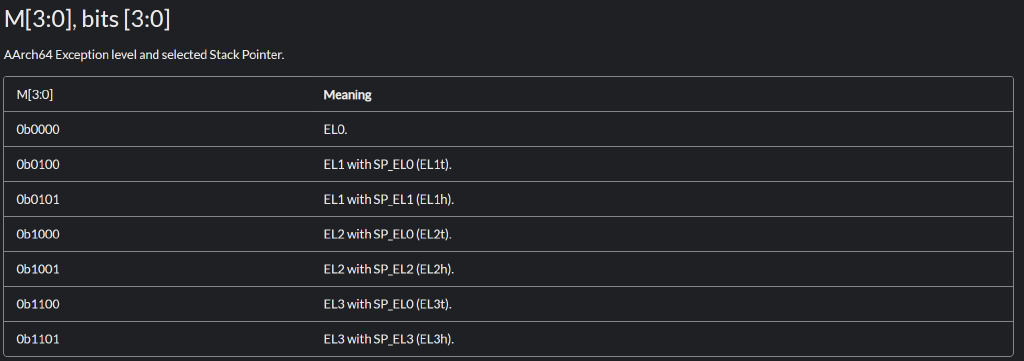 M[3:0], bits [3:0]
AArch64 Exception level and selected Stack Pointer.
M[3:0] Meaning
0b0000 EL0.
0b0100 EL1 with SP_EL0 (EL1t).
0b0101 EL1 with SP_EL1 (EL1h).
0b1000 EL2 with SP_EL0 (EL2t).
0b1001 EL2 with SP_EL2 (EL2h).
0b1100 EL3 with SP_EL0 (EL3t).
0b1101 EL3 with SP_EL3 (EL3h).